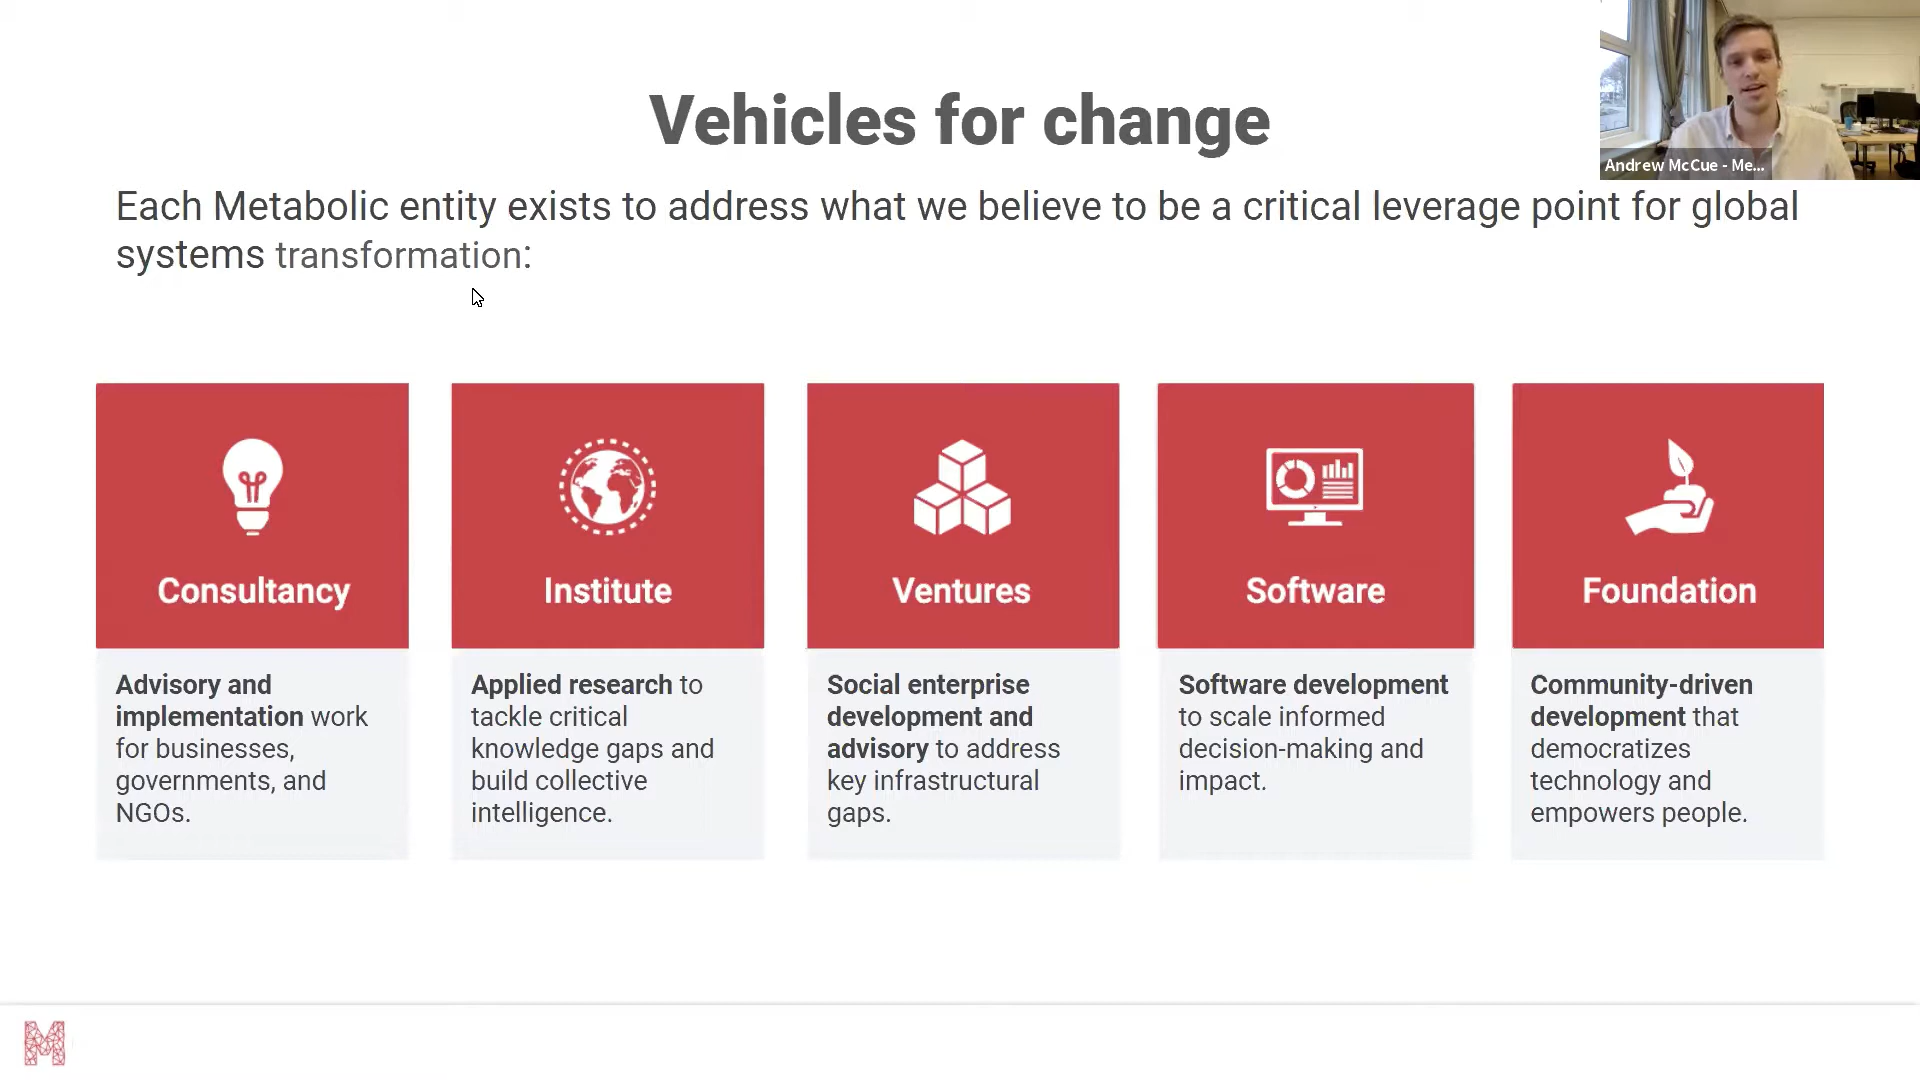 Vehicles for change
Andrew McCue - Me...
Each Metabolic entity exists to address what we believe to be a critical leverage point for global
systems transformation:
Consultancy
Advisory and
implementation work
for businesses,
governments, and
NGOs.
Institute
Applied research to
tackle critical
knowledge gaps and
build collective
intelligence.
Ventures
Social enterprise
development and
advisory to address
key infrastructural
gaps.
Software
Software development
to scale informed
decision-making and
impact.
Foundation
Community-driven
development that
democratizes
technology and
empowers people.
M